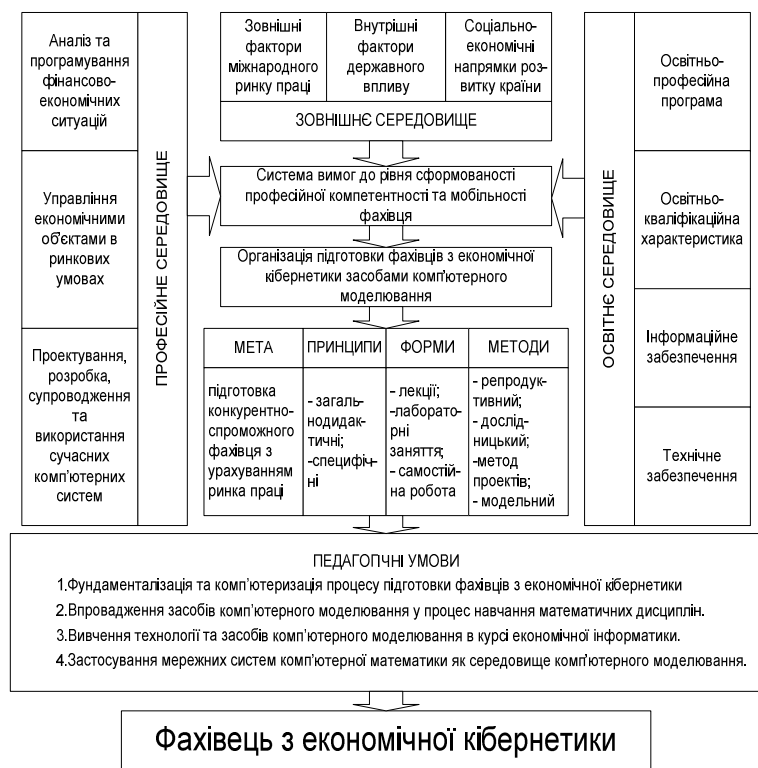 Аналіз та
програмування
фінансово-
економічних
ситуацій
Управління
економічними
об'єктами в
ринкових
умовах
Проектування,
розробка,
супроводження
та
використання
сучасних
комп'ютерних
систем
ПРОФЕСІЙНЕ СЕРЕДОВИЩЕ
Зовнішні
фактори
міжнародного
ринку праці
Внутрішні
фактори
державного
впливу
Соціально-
економічні
напрямки роз-
витку країни
ЗОВНІШНЄ СЕРЕДОВИЩЕ
Система вимог до рівня сформованості
професійної компетентності та мобільності
фахівця
Організація підготовки фахівців з економічної
кібернетики засобами комп'ютерного
моделювання
МЕТА
підготовка
конкурентно-
спроможного
фахівця з
урахуванням
ринка праці
ПРИНЦИПИ
- загаль-
нодидак-
тичні;
-специфіч-
ні
ФОРМИ
- лекції;
-лаборато-
рні
заняття;
- самостій-
на робота
МЕТОДИ
- репродук-
тивний;
- дослід-
ницький;
-метод
проектів;
- модельний
ОСВІТНЄ СЕРЕДОВИЩЕ
Освітньо-
професійна
програма
Освітньо-
кваліфікаційна
характеристика
Інформаційне
забезпечення
Технічне
забезпечення
ПЕДАГОГІЧНІ УМОВИ
1.Фундаменталізація та комп'ютеризація процесу підготовки фахівців з економічної кібернетики
2.Впровадження засобів комп'ютерного моделювання у процес навчання математичних дисциплін.
3.Вивчення технології та засобів комп'ютерного моделювання в курсі економічної інформатики.
4.Застосування мережних систем комп'ютерної математики як середовище комп'ютерного моделювання.
Фахівець з економічної кібернетики